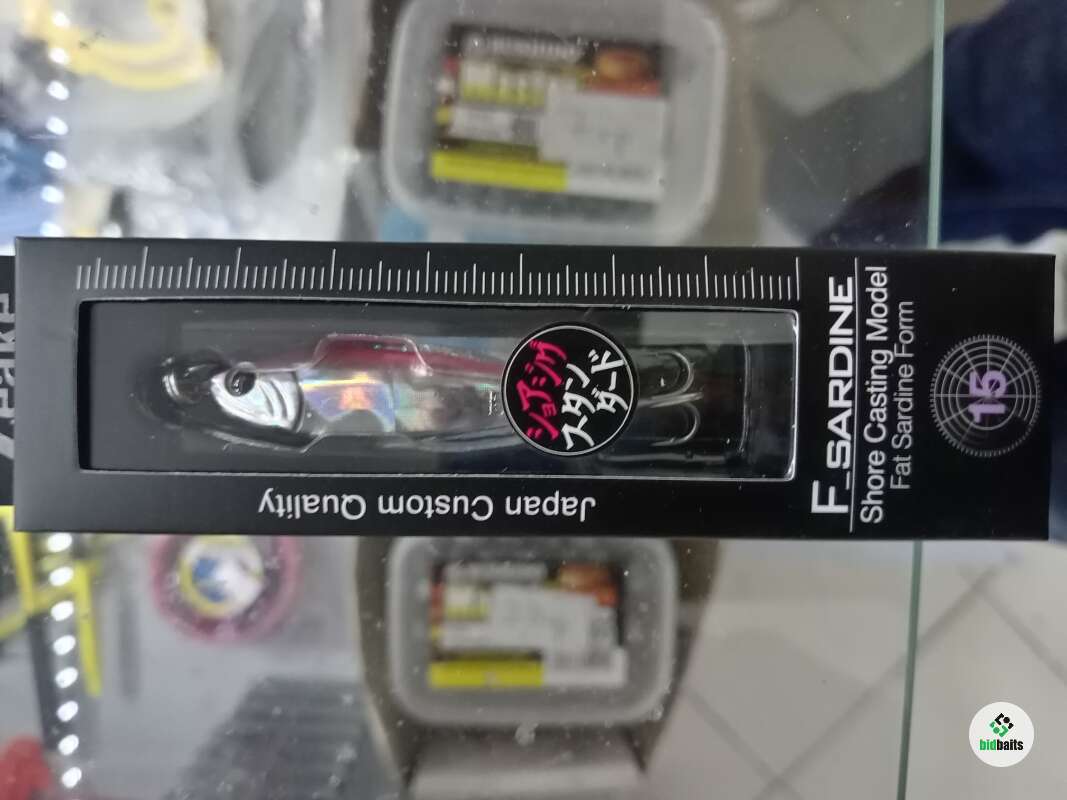 F_SARDINE
Shore Casting Model
Fat Sardine Form
15
ショアジグ
スタン
ダード
Japan Custom Quality
bidbaits